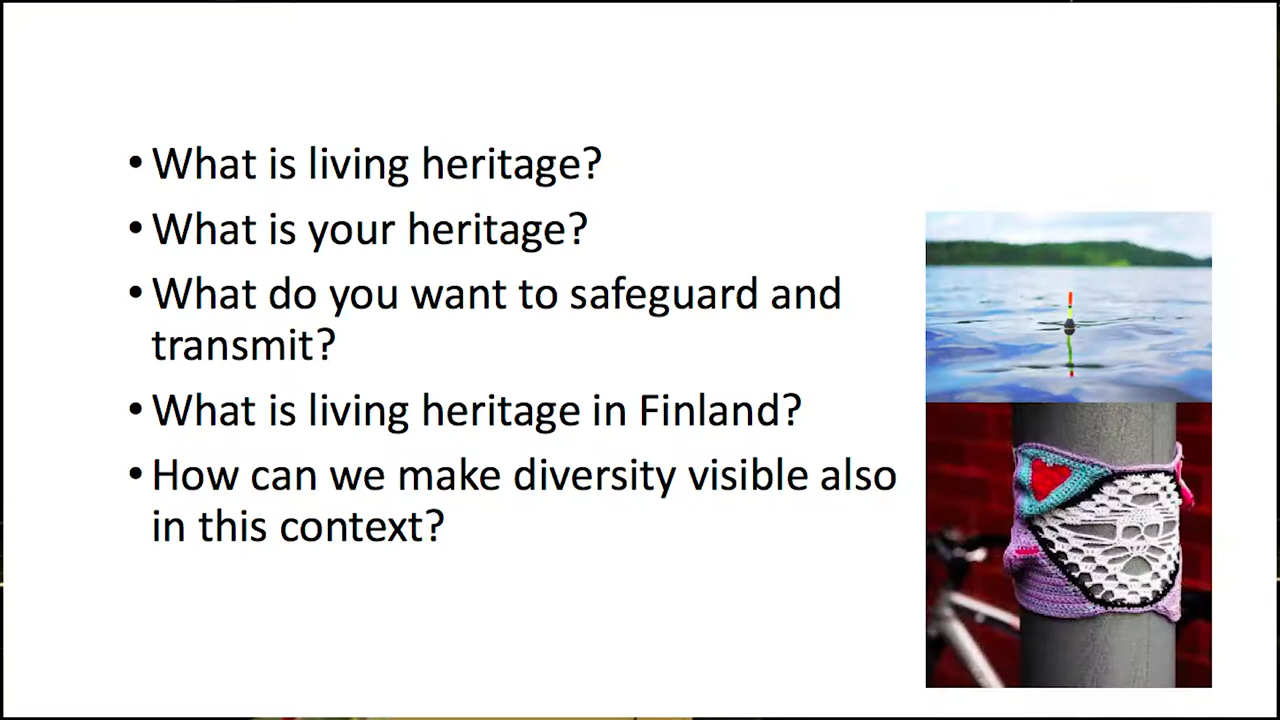 • What is living heritage?
• What is your heritage?
• What do you want to safeguard and
transmit?
• What is living heritage in Finland?
• How can we make diversity visible also
in this context?